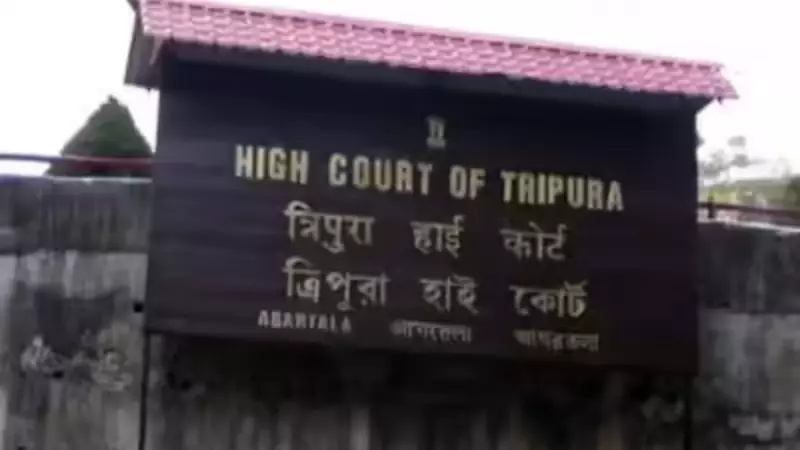 HIGH COURT OF TRIPURA
त्रिपुरा हाई कोर्ट
ত্রিপুরা হাই কোর্ট
AGARTALA आगरतला আগরতলা